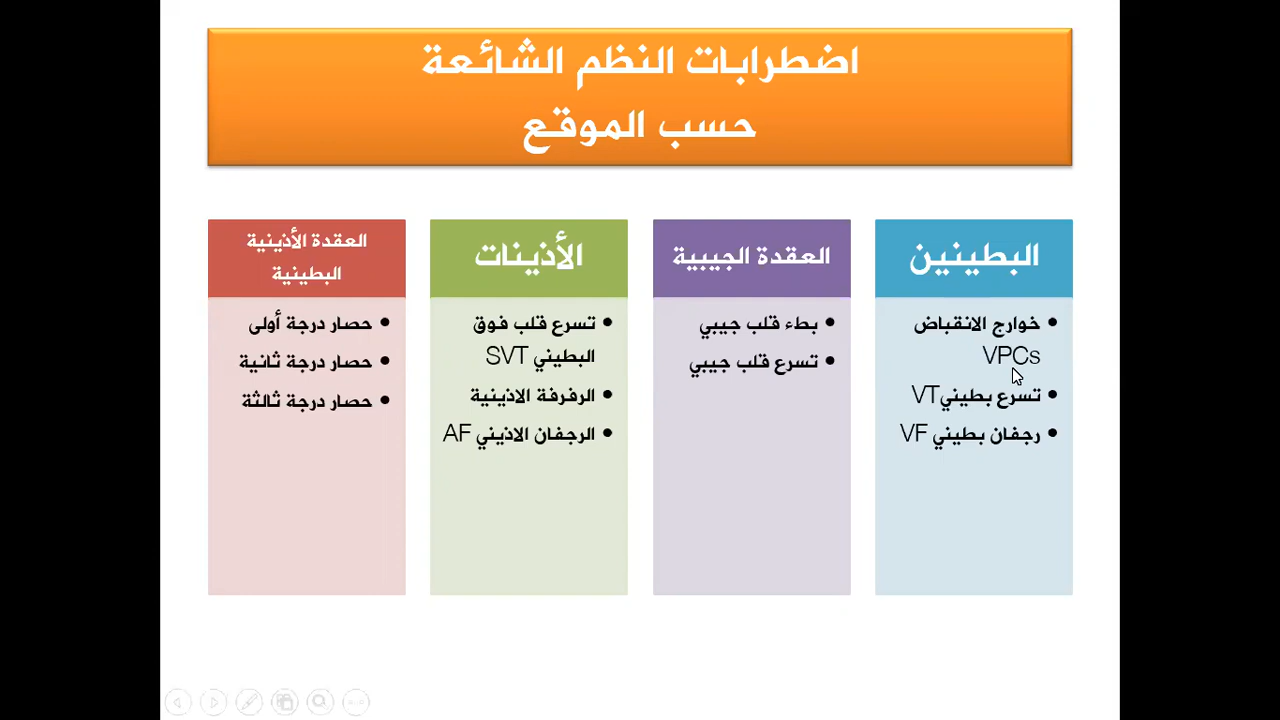 اضطرابات النظم الشائعة
حسب الموقع
البطينين
خوارج الانقباض
VPCs
تسرع بطينيVT
رجفان بطيني VF
العقدة الجيبية
بطء قلب جيبي
تسرع قلب جيبي
الأذينات
تسرع قلب فوق
البطيني SVT
الرفرفة الاذينية
الرجفان الاذيني AF
العقدة الأذينية
البطينية
حصار درجة أولى
حصار درجة ثانية
حصار درجة ثالثة